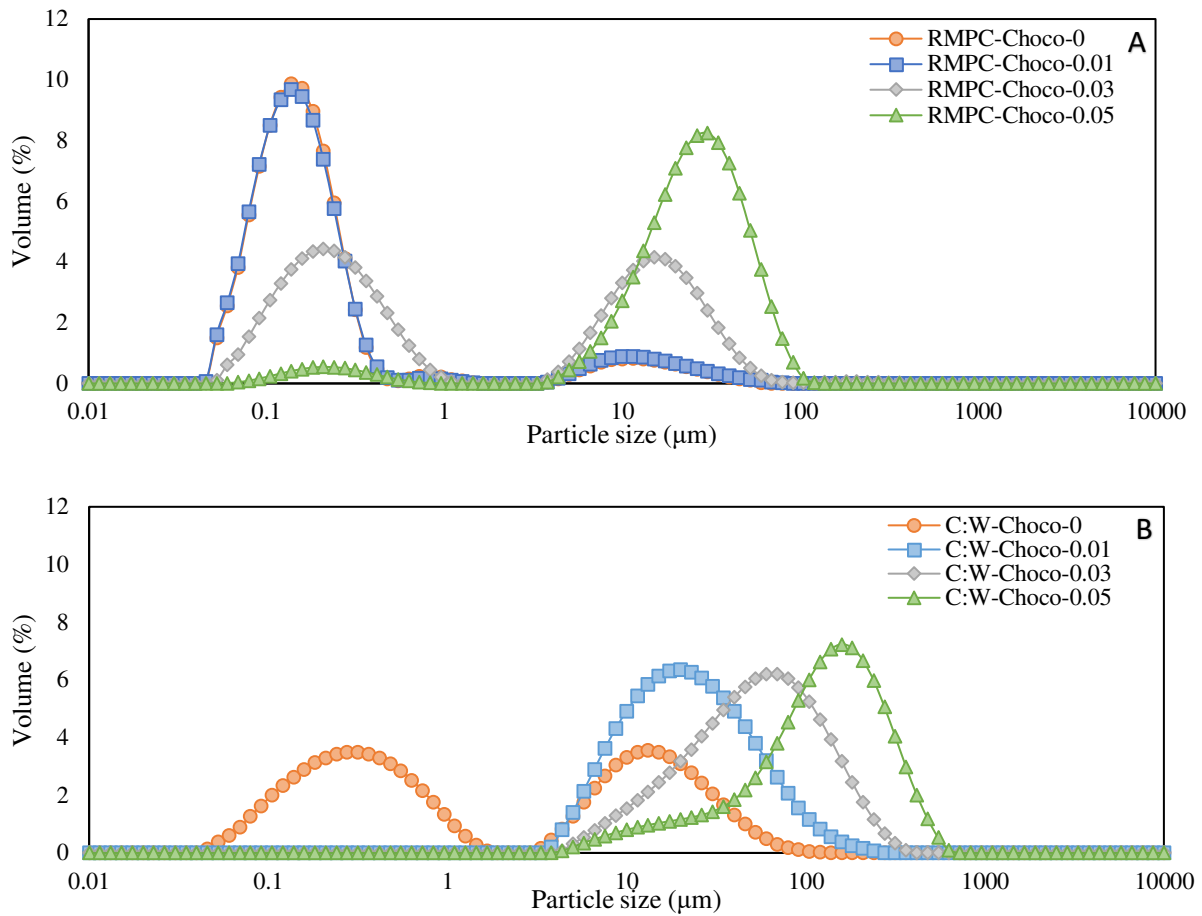 12
10
8
6
4
2
0
Volume (%)
RMPC-Choco-0
RMPC-Choco-0.01
RMPC-Choco-0.03
RMPC-Choco-0.05
A
0.01 0.1 1 10 100 1000 10000
Particle size (µm)
12
10
8
6
4
2
0
Volume (%)
C:W-Choco-0
C:W-Choco-0.01
C:W-Choco-0.03
C:W-Choco-0.05
B
0.01 0.1 1 10 100 1000 10000
Particle size (µm)